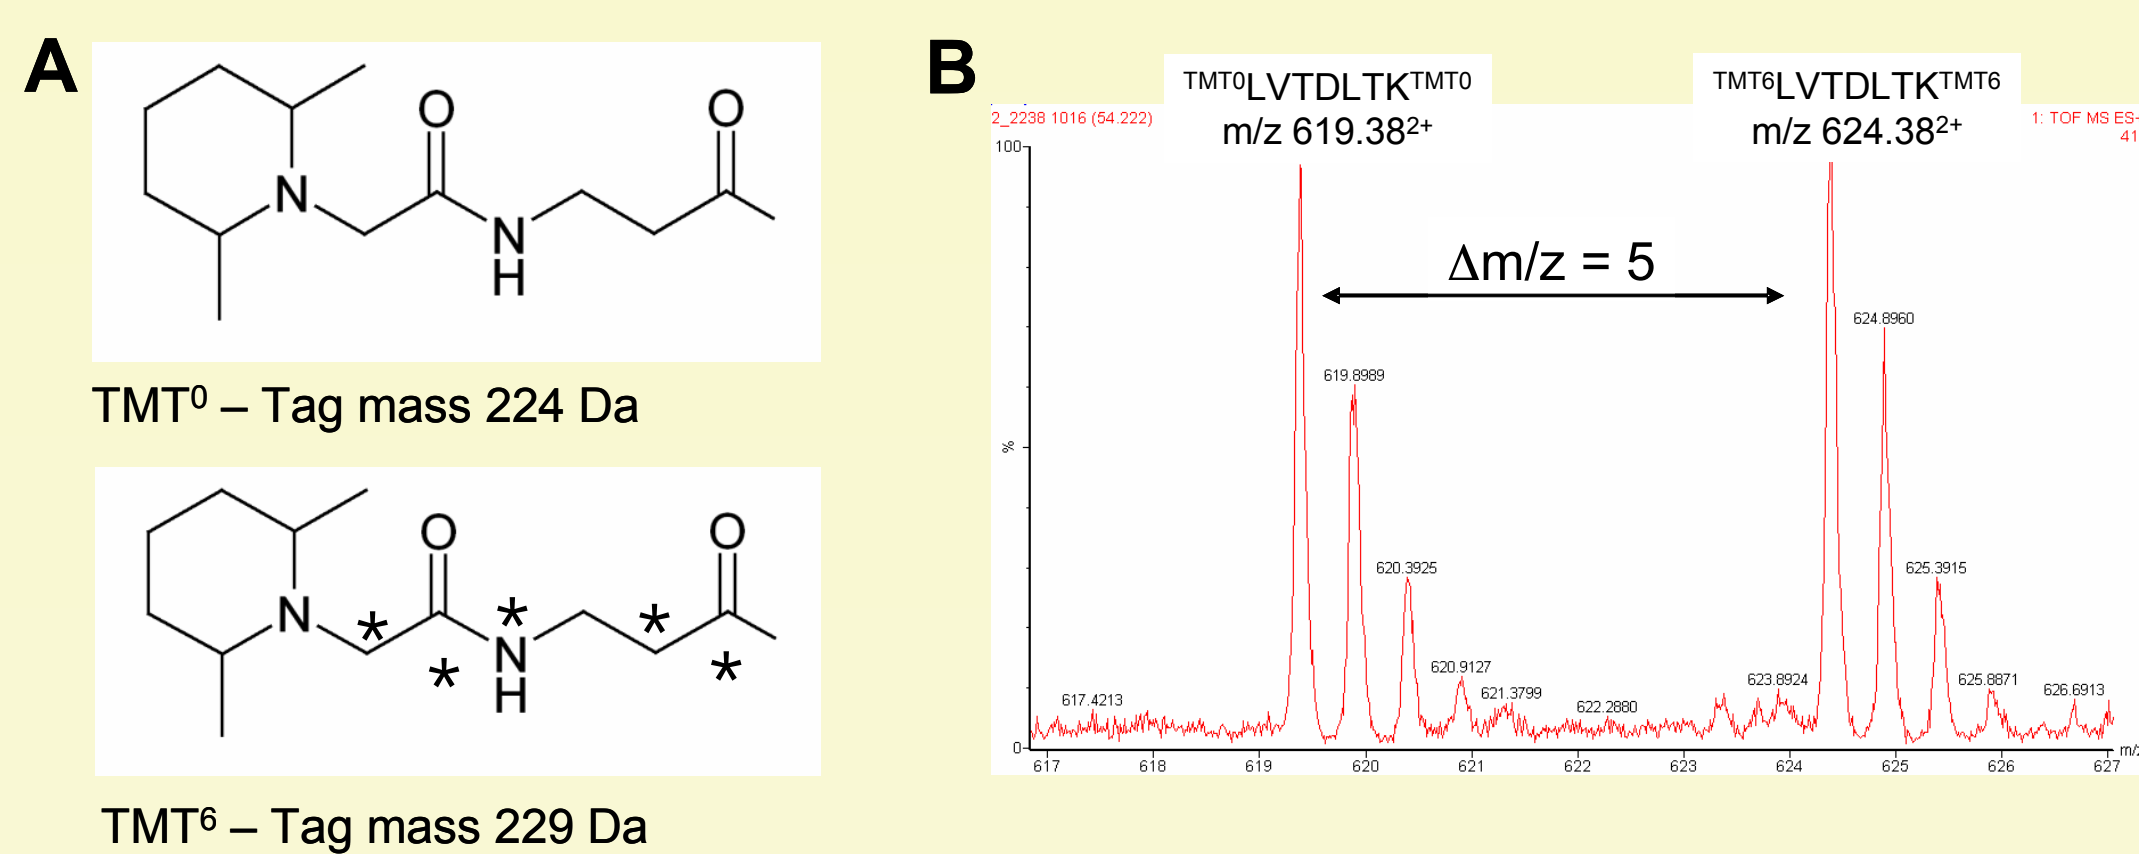 A
N
O
N
H
O
TMT⁰ – Tag mass 224 Da
N
*
O
*
*
N
H
*
O
*
TMT⁶ – Tag mass 229 Da
B
TMT0LVTDLTKTMT0
m/z 619.38²⁺
TMT6LVTDLTKTMT6
m/z 624.38²⁺
2_2238 1016 (54.222)
1: TOF MS ES-
41
100
%
0
Δm/z = 5
617.4213
619.8989
620.3925
620.9127
621.3799
622.2880
623.8924
624.8960
625.3915
625.8871
626.6913
617 618 619 620 621 622 623 624 625 626 627
m/z